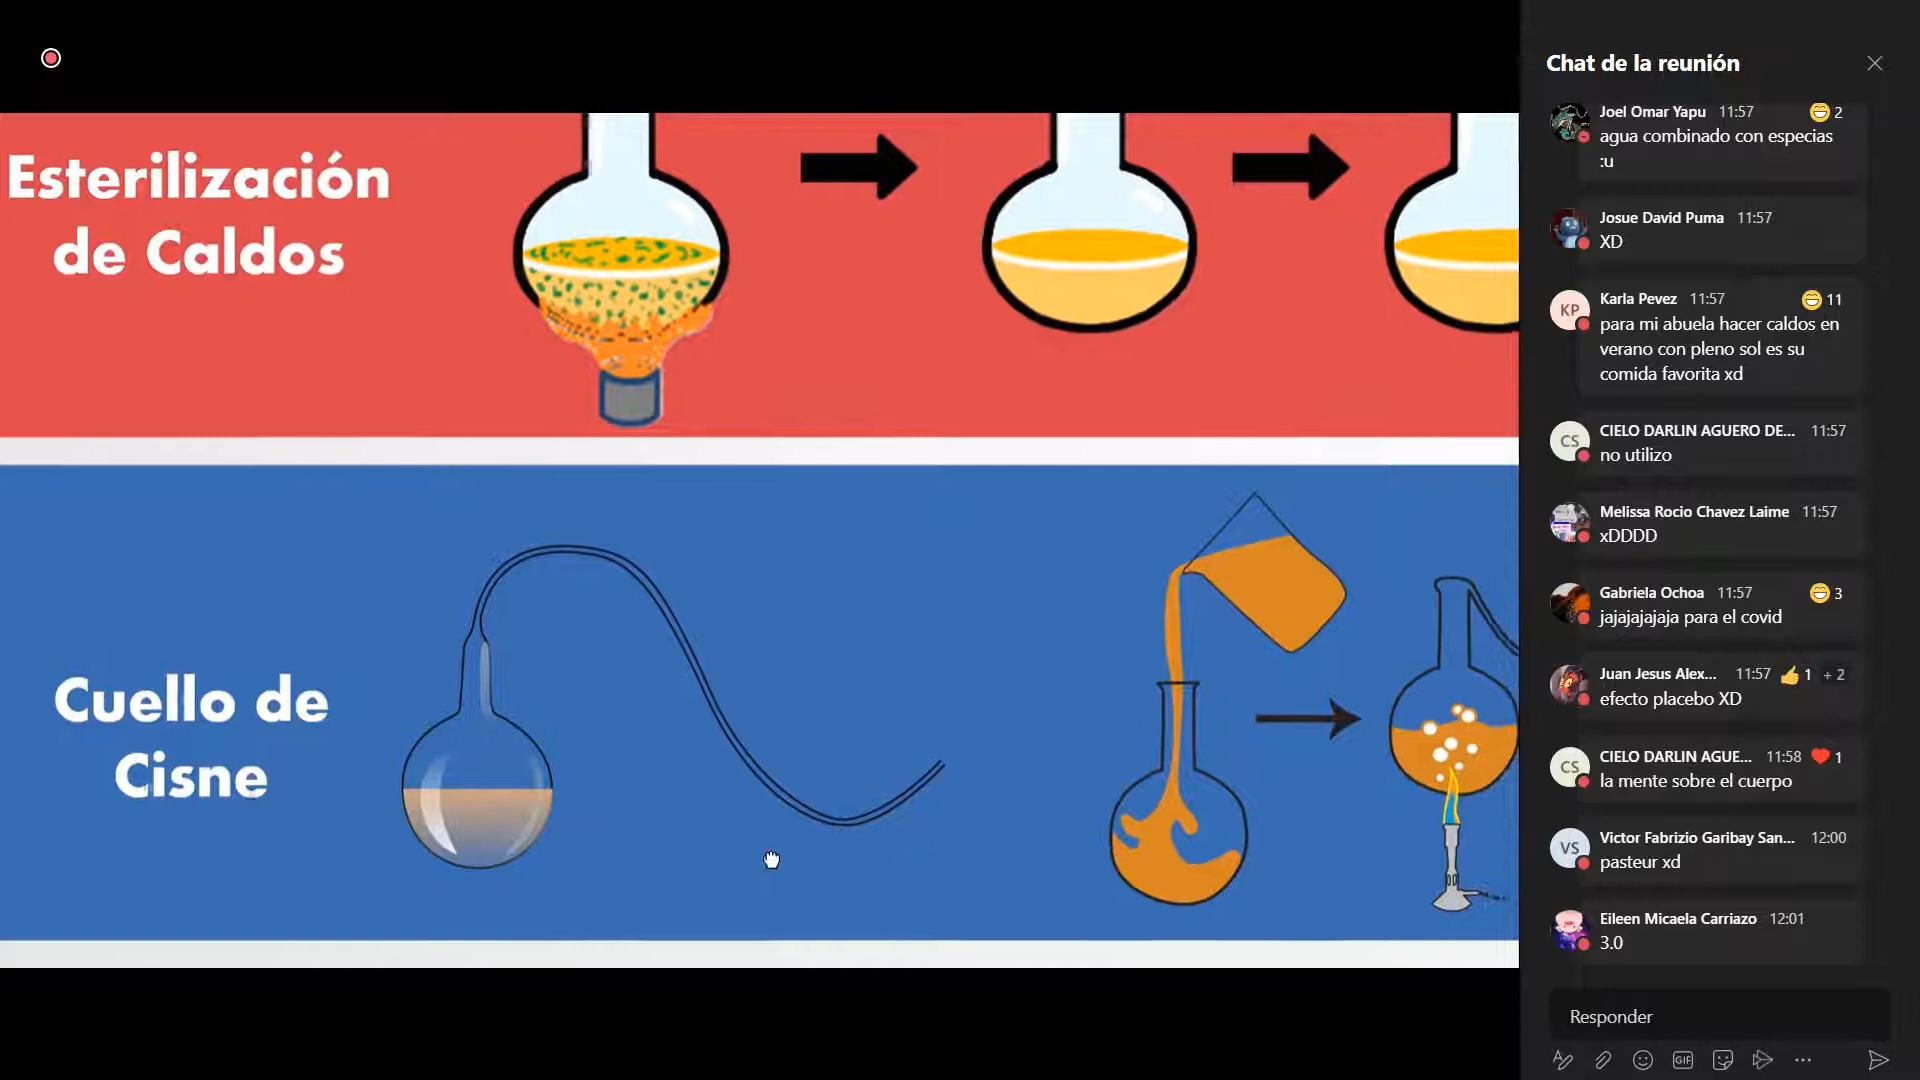 Esterilización
de Caldos
Cuello de
Cisne
Chat de la reunión
Joel Omar Yapu 11:57 2
agua combinado con especias
:u
Josue David Puma 11:57
XD
KP
Karla Pevez 11:57 11
para mi abuela hacer caldos en
verano con pleno sol es su
comida favorita xd
CS
CIELO DARLIN AGUERO DE... 11:57
no utilizo
Melissa Rocio Chavez Laime 11:57
xDDDD
Gabriela Ochoa 11:57 3
jajajajajaja para el covid
Juan Jesus Alex... 11:57 1 + 2
efecto placebo XD
CS
CIELO DARLIN AGUE... 11:58 1
la mente sobre el cuerpo
VS
Victor Fabrizio Garibay San... 12:00
pasteur xd
Eileen Micaela Carriazo 12:01
3.0
Responder
GIF